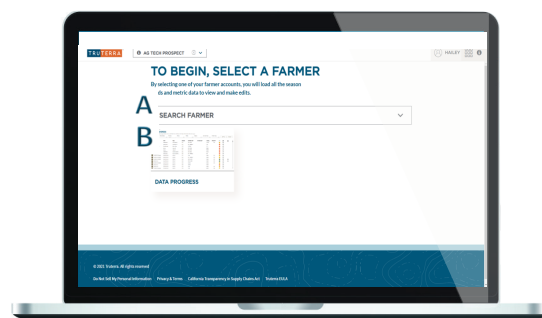 TRUTERRA
AG TECH PROSPECT
HAILEY
TO BEGIN, SELECT A FARMER
By selecting one of your farmer accounts, you will load all the season
ds and metric data to view and make edits.
A
SEARCH FARMER
B
DATA PROGRESS
© 2021 Truterra. All rights reserved
Do Not Sell My Personal Information Privacy & Terms California Transparency in Supply Chains Act Truterra EULA